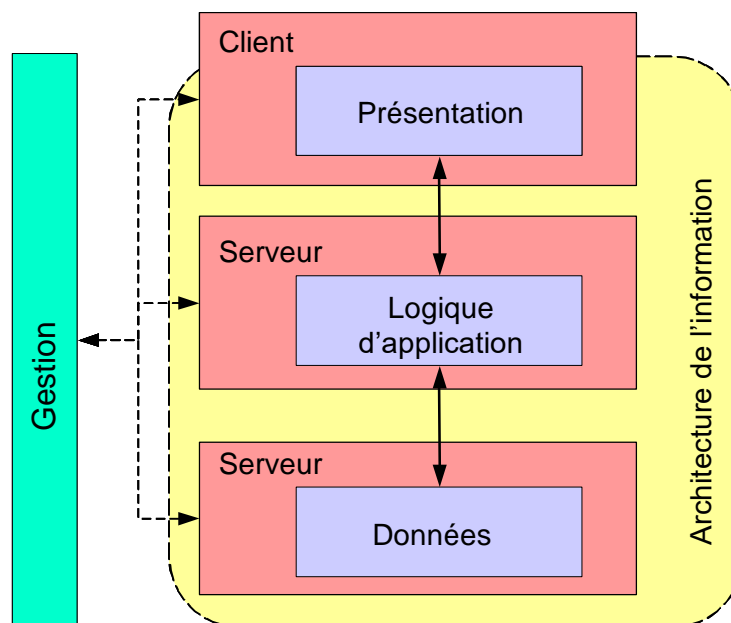 Client
Présentation
Serveur
Logique
d'application
Serveur
Données
Gestion
Architecture de l'information